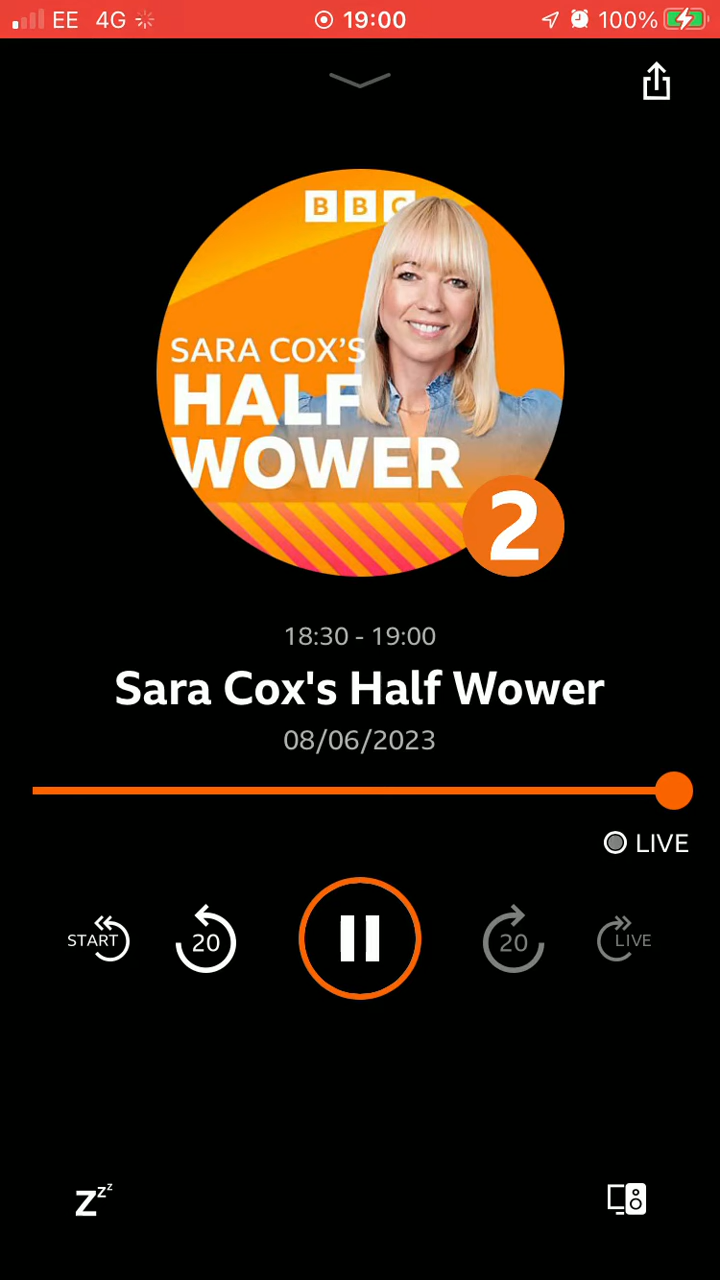 EE 4G 19:00 100%
BBC
SARA COX'S
HALF
WOWER
2
18:30 - 19:00
Sara Cox's Half Wower
08/06/2023
LIVE
START 20 20 LIVE
Zzz